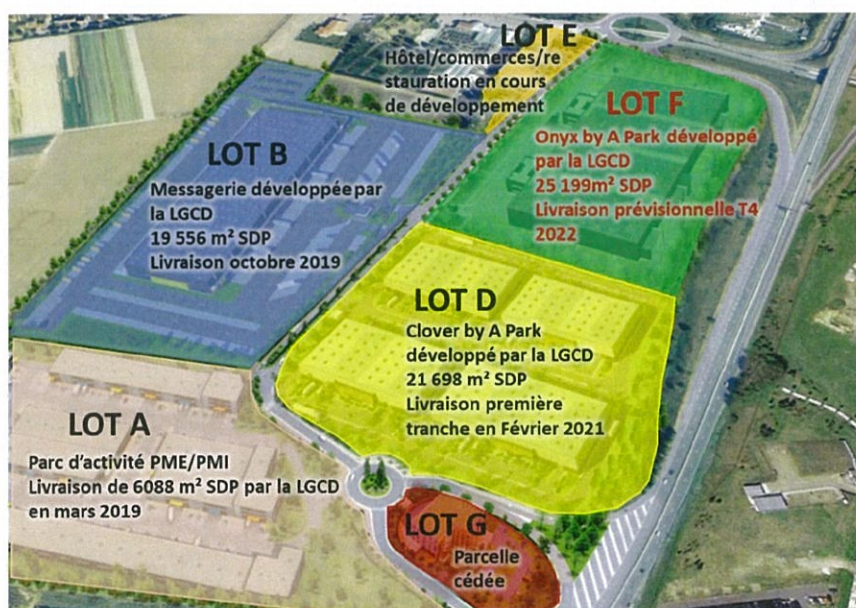 LOT E
Hôtel/commerces/re
stauration en cours
de développement
LOT F
Onyx by A Park développé
par la LGCD
25 199m² SDP
Livraison prévisionnelle T4
2022
LOT B
Messagerie développée par
la LGCD
19 556 m² SDP
Livraison octobre 2019
LOT D
Clover by A Park
développé par la LGCD
21 698 m² SDP
Livraison première
tranche en Février 2021
LOT A
Parc d'activité PME/PMI
Livraison de 6088 m² SDP par la LGCD
en mars 2019
LOT G
Parcelle
cédée